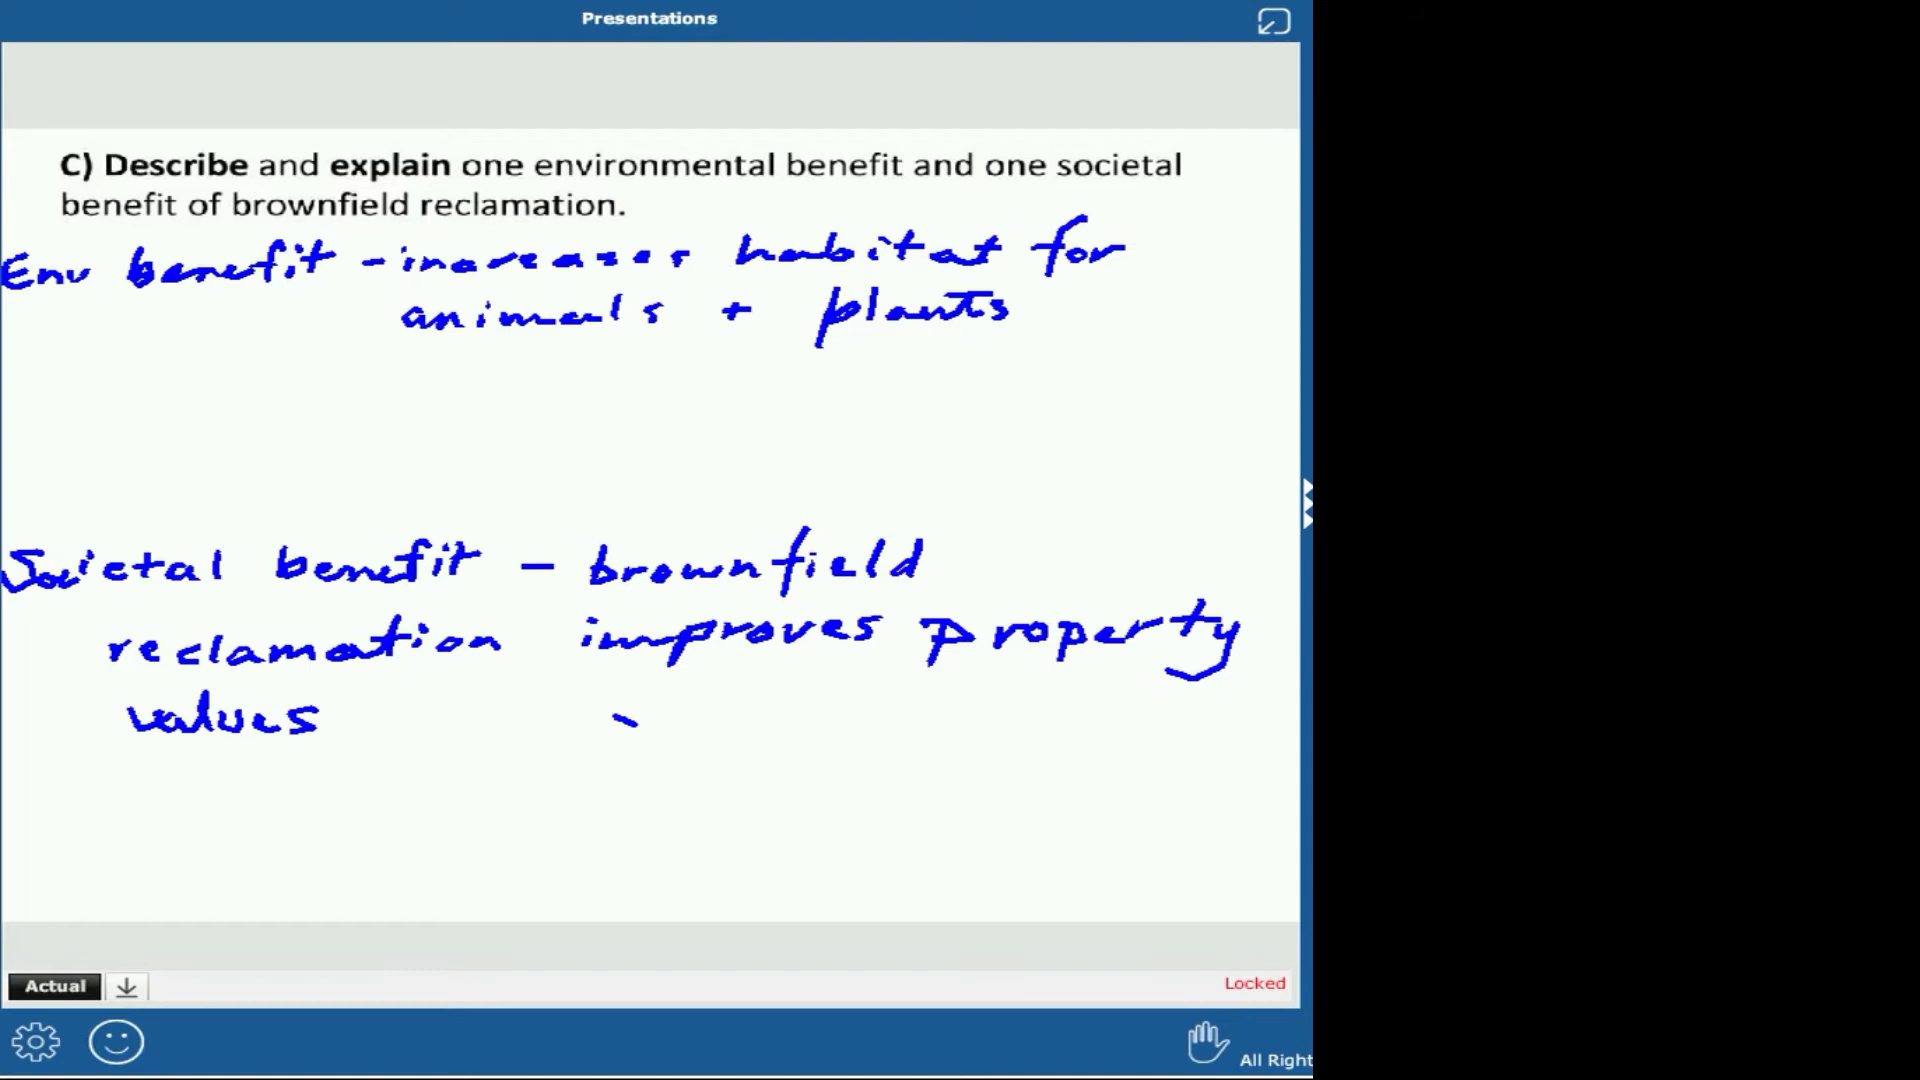 Presentations
C) Describe and explain one environmental benefit and one societal
benefit of brownfield reclamation.
Env benefit - increases habitat for
animals + plants
Societal benefit - brownfield
reclamation improves property
values
Actual
Locked
All Right